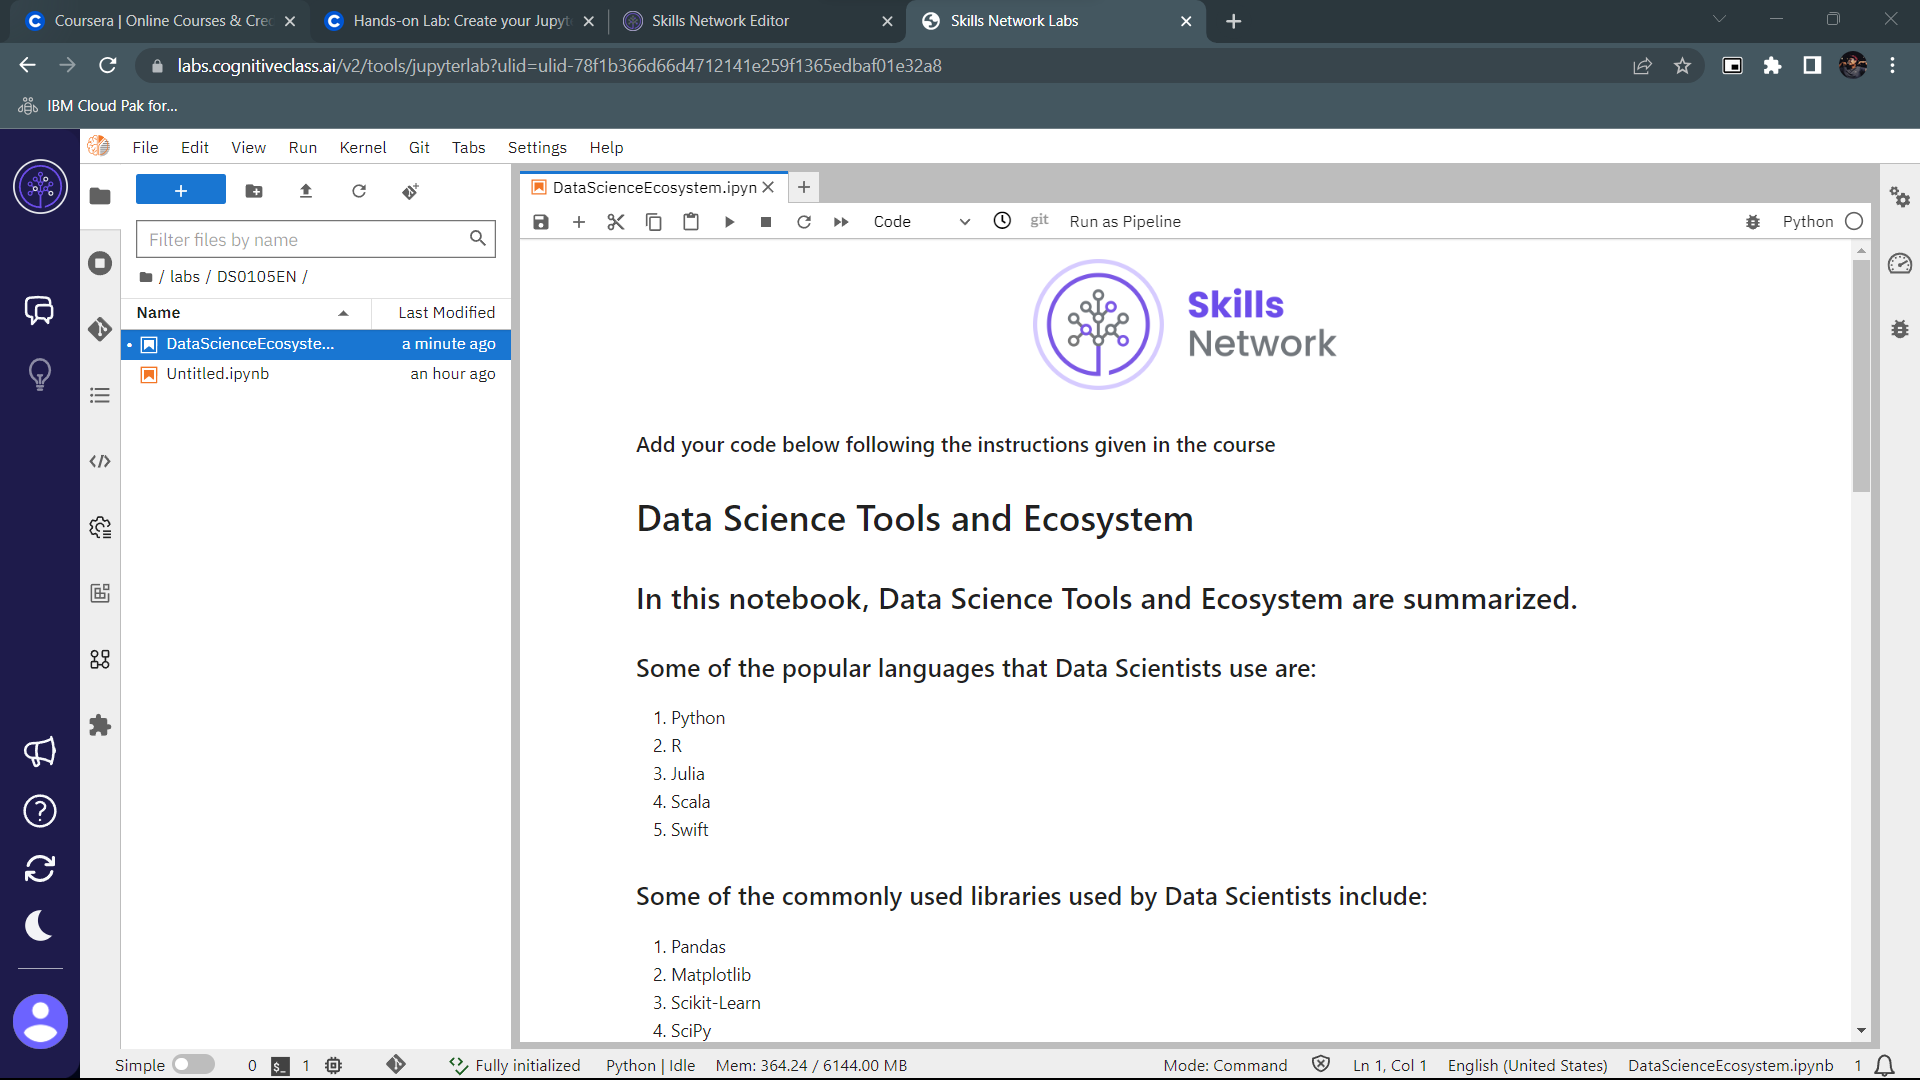 Coursera | Online Courses & Cre
Hands-on Lab: Create your Jupyt
Skills Network Editor
Skills Network Labs
labs.cognitiveclass.ai/v2/tools/jupyterlab?ulid=ulid-78f1b366d66d4712141e259f1365edbaf01e32a8
IBM Cloud Pak for...
File Edit View Run Kernel Git Tabs Settings Help
DataScienceEcosystem.ipyn
Code
git
Run as Pipeline
Python
Filter files by name
/ labs / DS0105EN /
Name Last Modified
DataScienceEcosyste... a minute ago
Untitled.ipynb an hour ago
Skills
Network
Add your code below following the instructions given in the course
Data Science Tools and Ecosystem
In this notebook, Data Science Tools and Ecosystem are summarized.
Some of the popular languages that Data Scientists use are:
1. Python
2. R
3. Julia
4. Scala
5. Swift
Some of the commonly used libraries used by Data Scientists include:
1. Pandas
2. Matplotlib
3. Scikit-Learn
4. SciPy
Simple 0 $_ 1 Fully initialized Python | Idle Mem: 364.24 / 6144.00 MB Mode: Command Ln 1, Col 1 English (United States) DataScienceEcosystem.ipynb 1